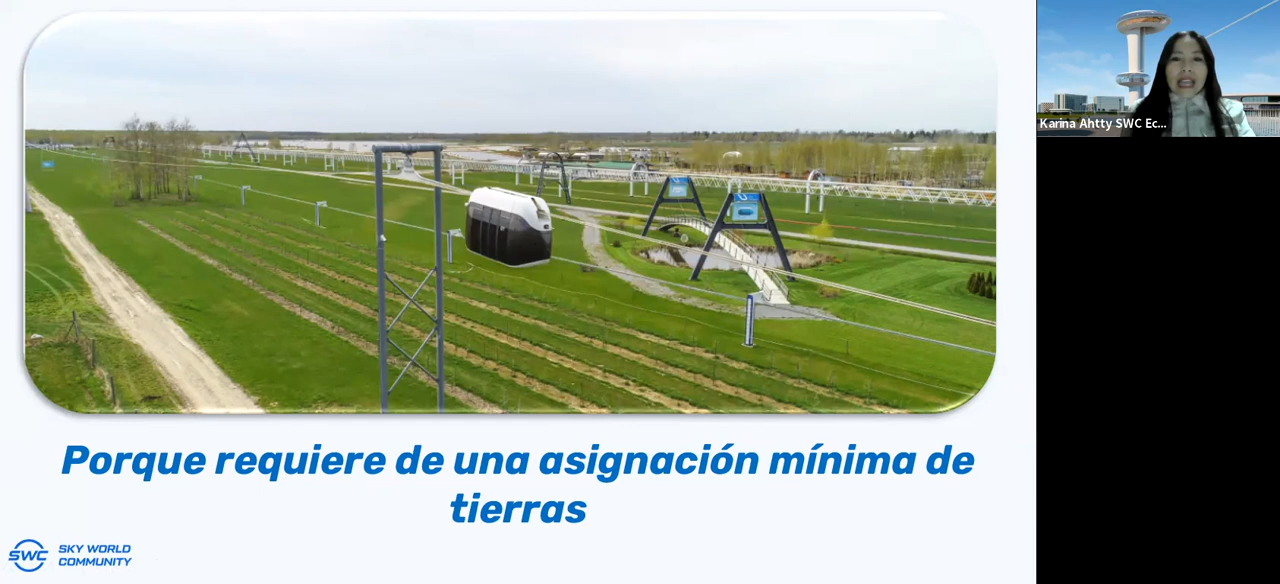 Karina Ahtty SWC Ec...
Porque requiere de una asignación mínima de
tierras
SWC
SKY WORLD
COMMUNITY